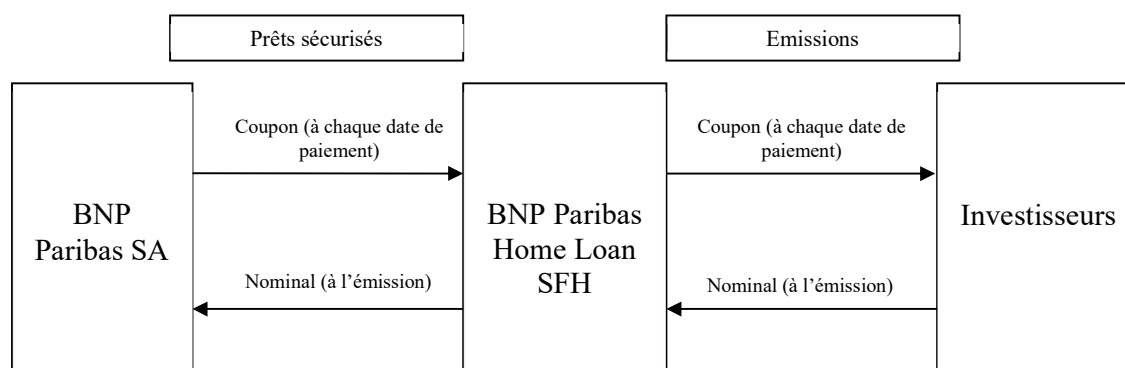 Prêts sécurisés
Emissions
Coupon (à chaque date de
paiement)
Coupon (à chaque date de
paiement)
BNP
Paribas SA
BNP Paribas
Home Loan
SFH
Investisseurs
Nominal (à l’émission)
Nominal (à l’émission)